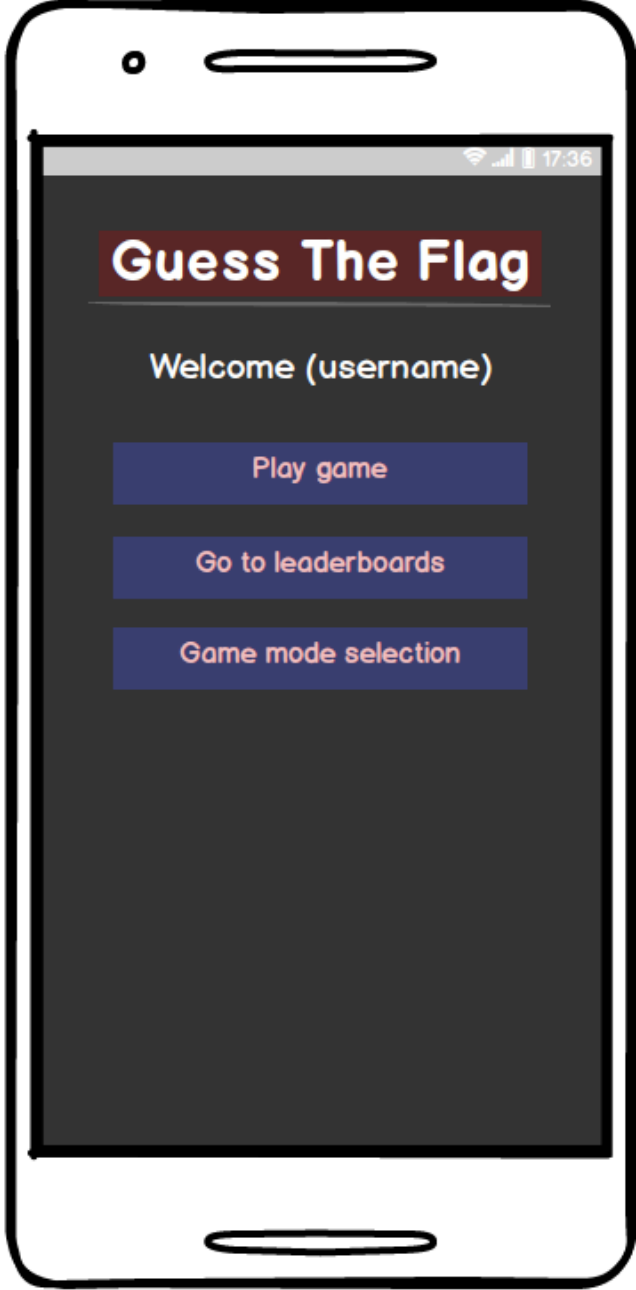 17:36
Guess The Flag
Welcome (username)
Play game
Go to leaderboards
Game mode selection